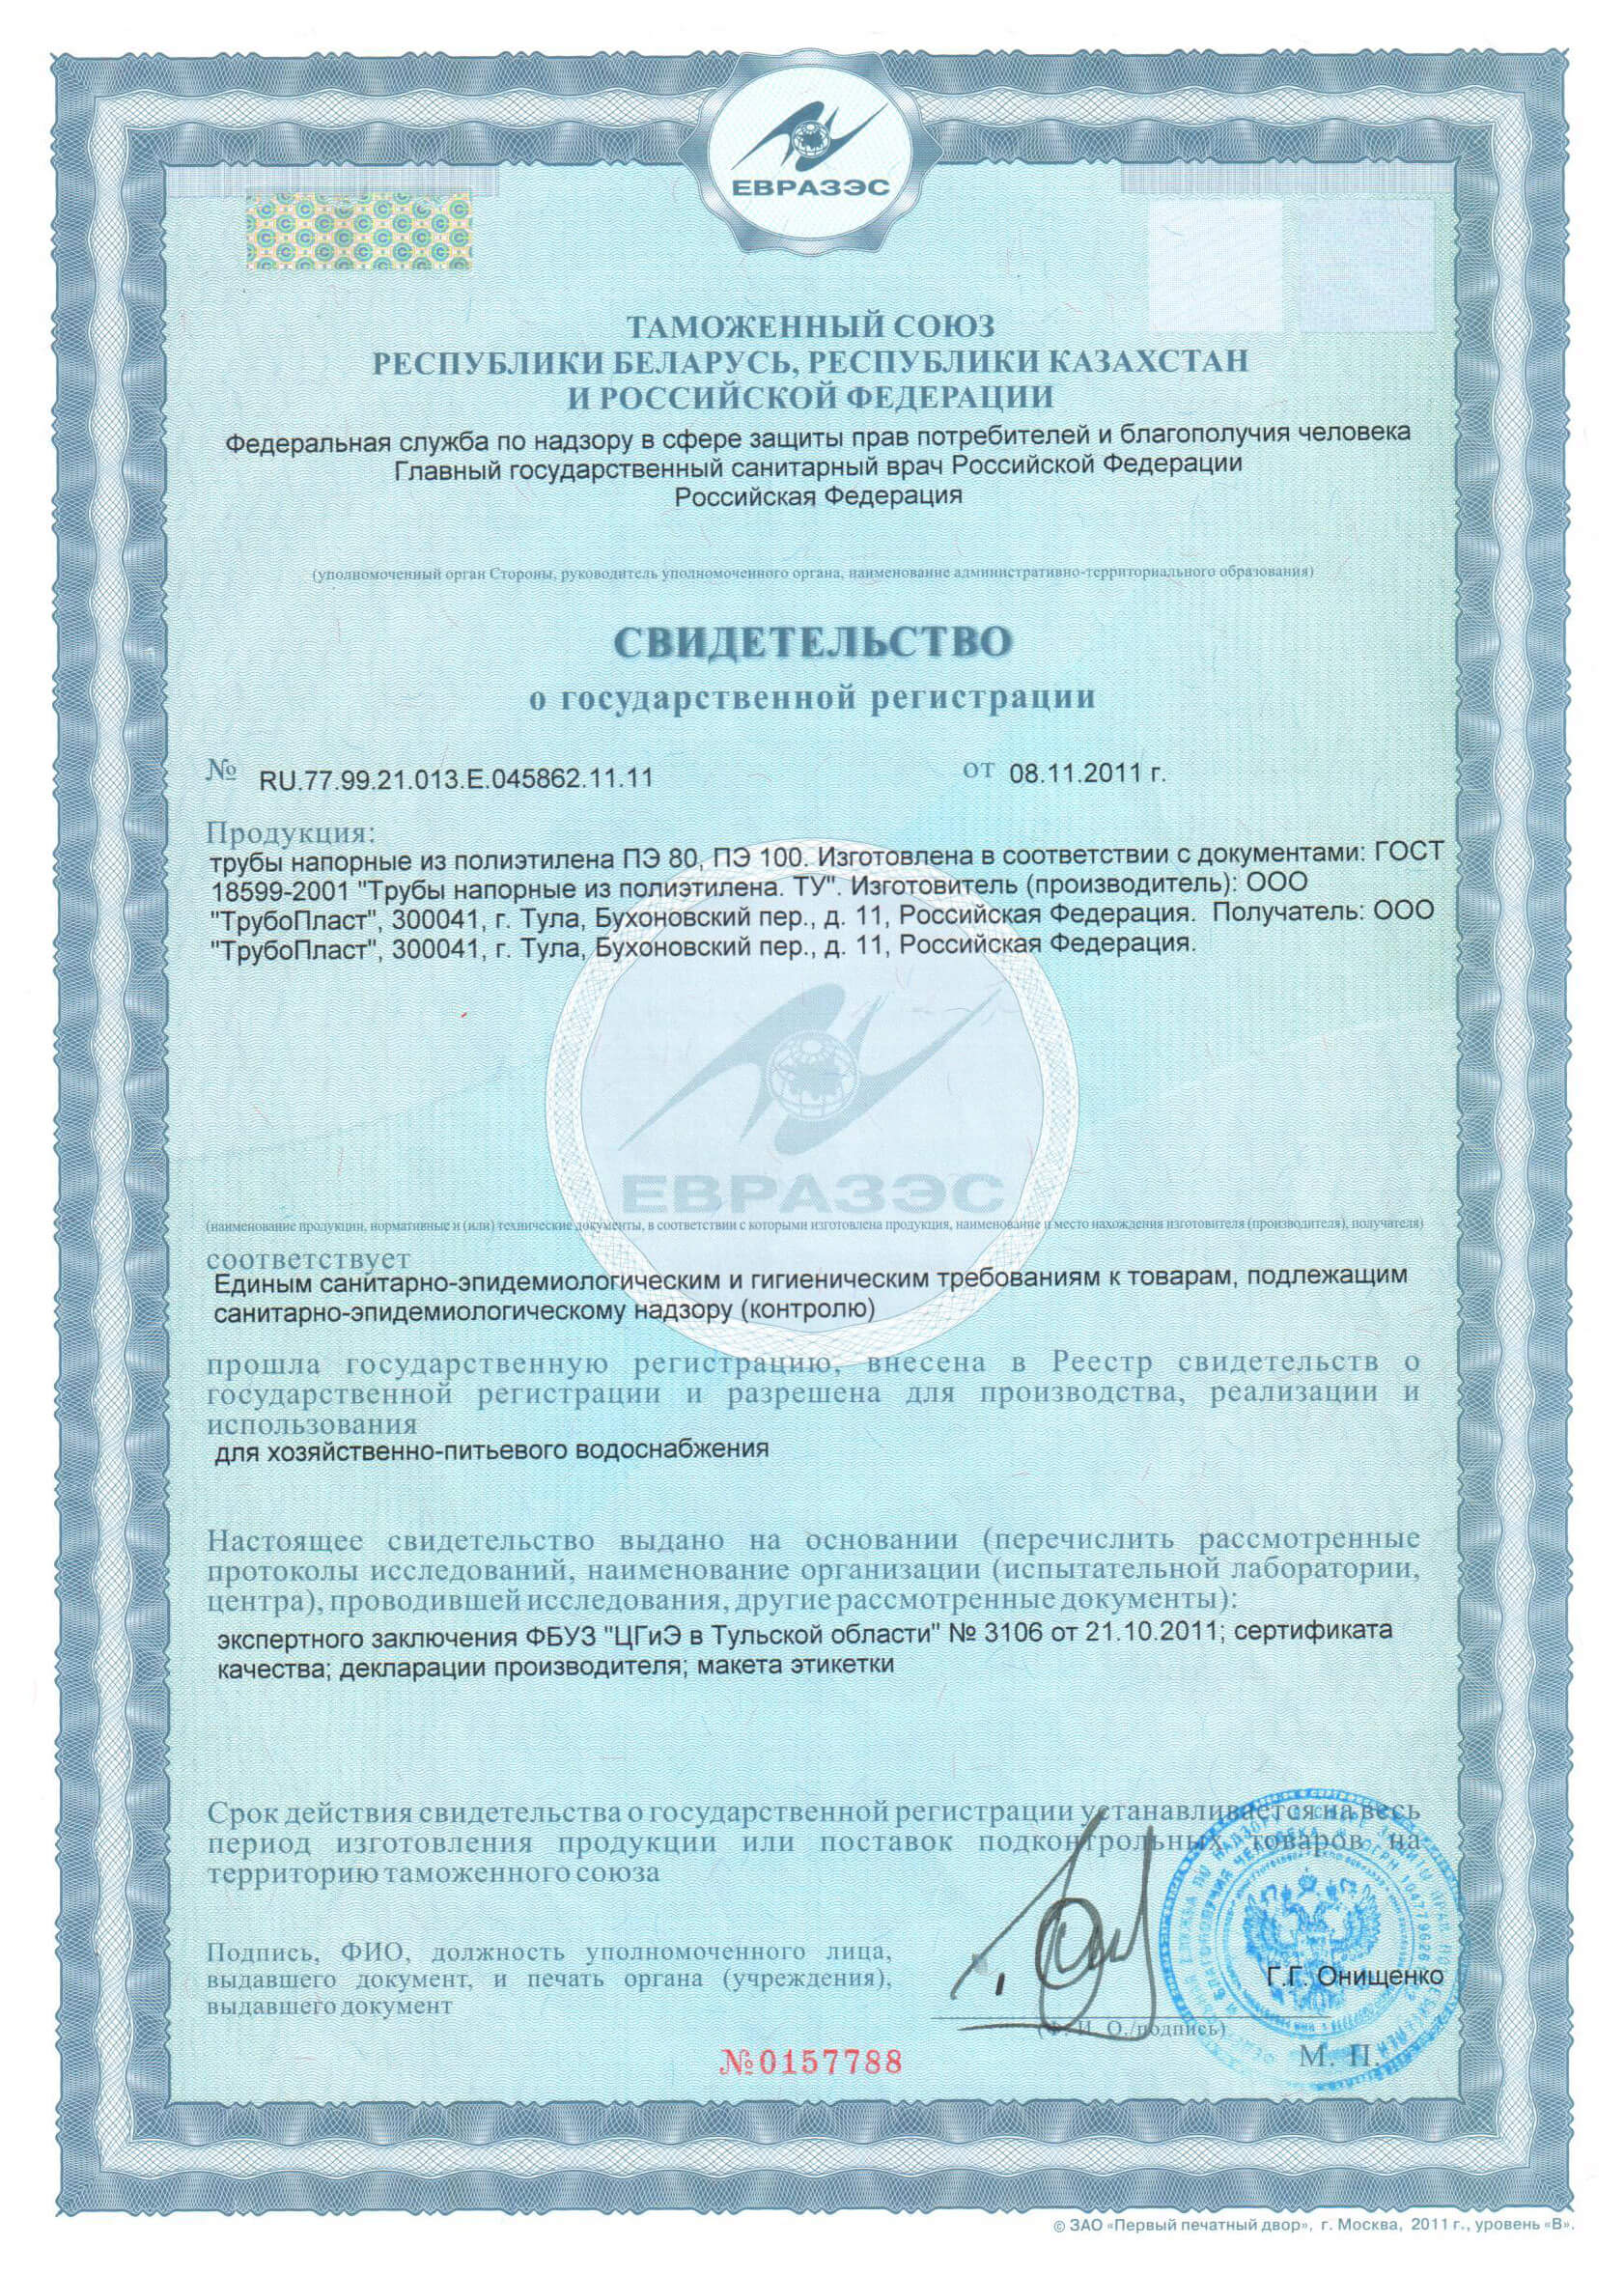 ЕВРАЗЭС
ТАМОЖЕННЫЙ СОЮЗ
РЕСПУБЛИКИ БЕЛАРУСЬ, РЕСПУБЛИКИ КАЗАХСТАН
И РОССИЙСКОЙ ФЕДЕРАЦИИ
Федеральная служба по надзору в сфере защиты прав потребителей и благополучия человека
Главный государственный санитарный врач Российской Федерации
Российская Федерация
(уполномоченный орган Стороны, руководитель уполномоченного органа, наименование административно-территориального образования)
СВИДЕТЕЛЬСТВО
о государственной регистрации
№ RU.77.99.21.013.Е.045862.11.11 от 08.11.2011 г.
Продукция:
трубы напорные из полиэтилена ПЭ 80, ПЭ 100. Изготовлена в соответствии с документами: ГОСТ
18599-2001 "Трубы напорные из полиэтилена. ТУ". Изготовитель (производитель): ООО
"ТрубоПласт", 300041, г. Тула, Бухоновский пер., д. 11, Российская Федерация. Получатель: ООО
"ТрубоПласт", 300041, г. Тула, Бухоновский пер., д. 11, Российская Федерация.
ЕВРАЗЭС
(наименование продукции, нормативные и (или) технические документы, в соответствии с которыми изготовлена продукция, наименование и место нахождения изготовителя (производителя), получателя)
соответствует
Единым санитарно-эпидемиологическим и гигиеническим требованиям к товарам, подлежащим
санитарно-эпидемиологическому надзору (контролю)
прошла государственную регистрацию, внесена в Реестр свидетельств о
государственной регистрации и разрешена для производства, реализации и
использования
для хозяйственно-питьевого водоснабжения
Настоящее свидетельство выдано на основании (перечислить рассмотренные
протоколы исследований, наименование организации (испытательной лаборатории,
центра), проводившей исследования, другие рассмотренные документы):
экспертного заключения ФБУЗ "ЦГиЭ в Тульской области" № 3106 от 21.10.2011; сертификата
качества; декларации производителя; макета этикетки
Срок действия свидетельства о государственной регистрации устанавливается на весь
период изготовления продукции или поставок подконтрольных товаров на
территорию таможенного союза
Подпись, ФИО, должность уполномоченного лица,
выдавшего документ, и печать органа (учреждения),
выдавшего документ
Г.Г. Онищенко
(Ф. И. О./подпись)
М. П.
№0157788
© ЗАО «Первый печатный двор», г. Москва, 2011 г., уровень «В».